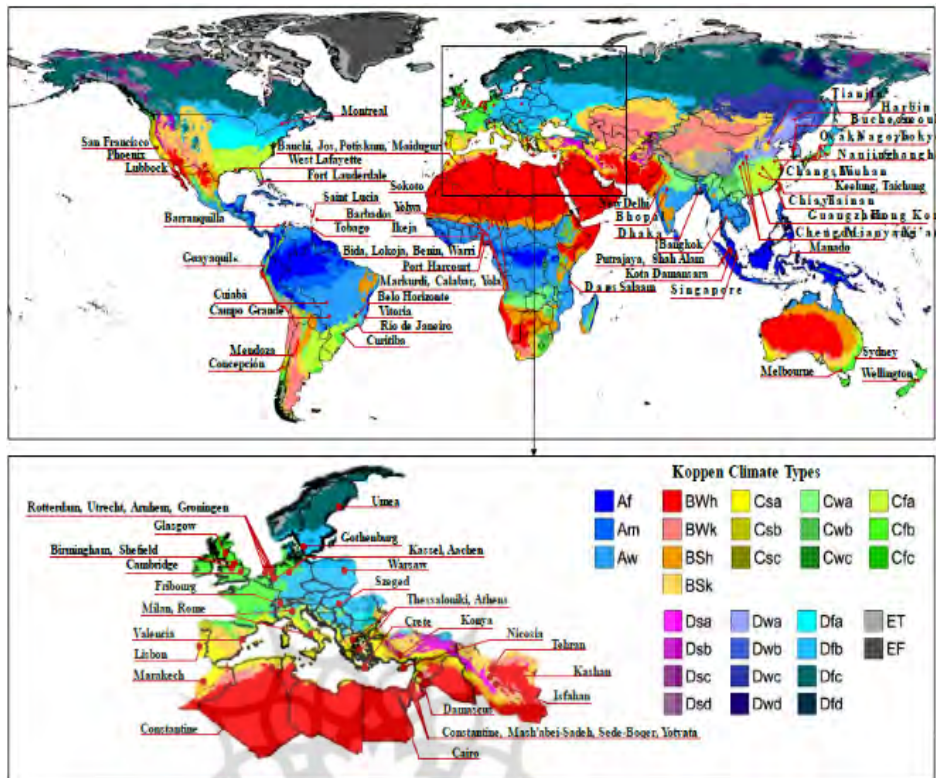 Montreal
Tianjin
Harbin
San Francisco
Phoenix
Lubbock
Bauchi, Jos, Potiskum, Maiduguri
West Lafayette
Fort Lauderdale
Keelung, Taichung
Saint Lucia
Sokoto
New Delhi
Barranquilla
Barbados
Yelwa
Bhopal
Tobago
Ikeja
Dhaka
Bangkok
Manado
Bida, Lokoja, Benin, Warri
Putrajaya, Shah Alam
Guayaquil
Port Harcourt
Kota Damansara
Markurdi, Calabar, Yola
Singapore
Cuiabá
Belo Horizonte
Campo Grande
Vitoria
Rio de Janeiro
Mendoza
Curitiba
Sydney
Concepción
Melbourne
Wellington
Koppen Climate Types
Af
BWh
Csa
Cwa
Cfa
Am
BWk
Csb
Cwb
Cfb
Aw
BSh
Csc
Cwc
Cfc
BSk
Dsa
Dwa
Dfa
ET
Dsb
Dwb
Dfb
EF
Dsc
Dwc
Dfc
Dsd
Dwd
Dfd
Rotterdam, Utrecht, Arnhem, Groningen
Umea
Glasgow
Gothenburg
Birmingham, Shefield
Kassel, Aachen
Cambridge
Warsaw
Fribourg
Szeged
Milan, Rome
Thessaloniki, Athens
Crete
Konya
Valencia
Nicosia
Lisbon
Tehran
Marakech
Kashan
Isfahan
Damascus
Constantine
Constantine, Mash'abei-Sadeh, Sede-Boqer, Yotvata
Cairo